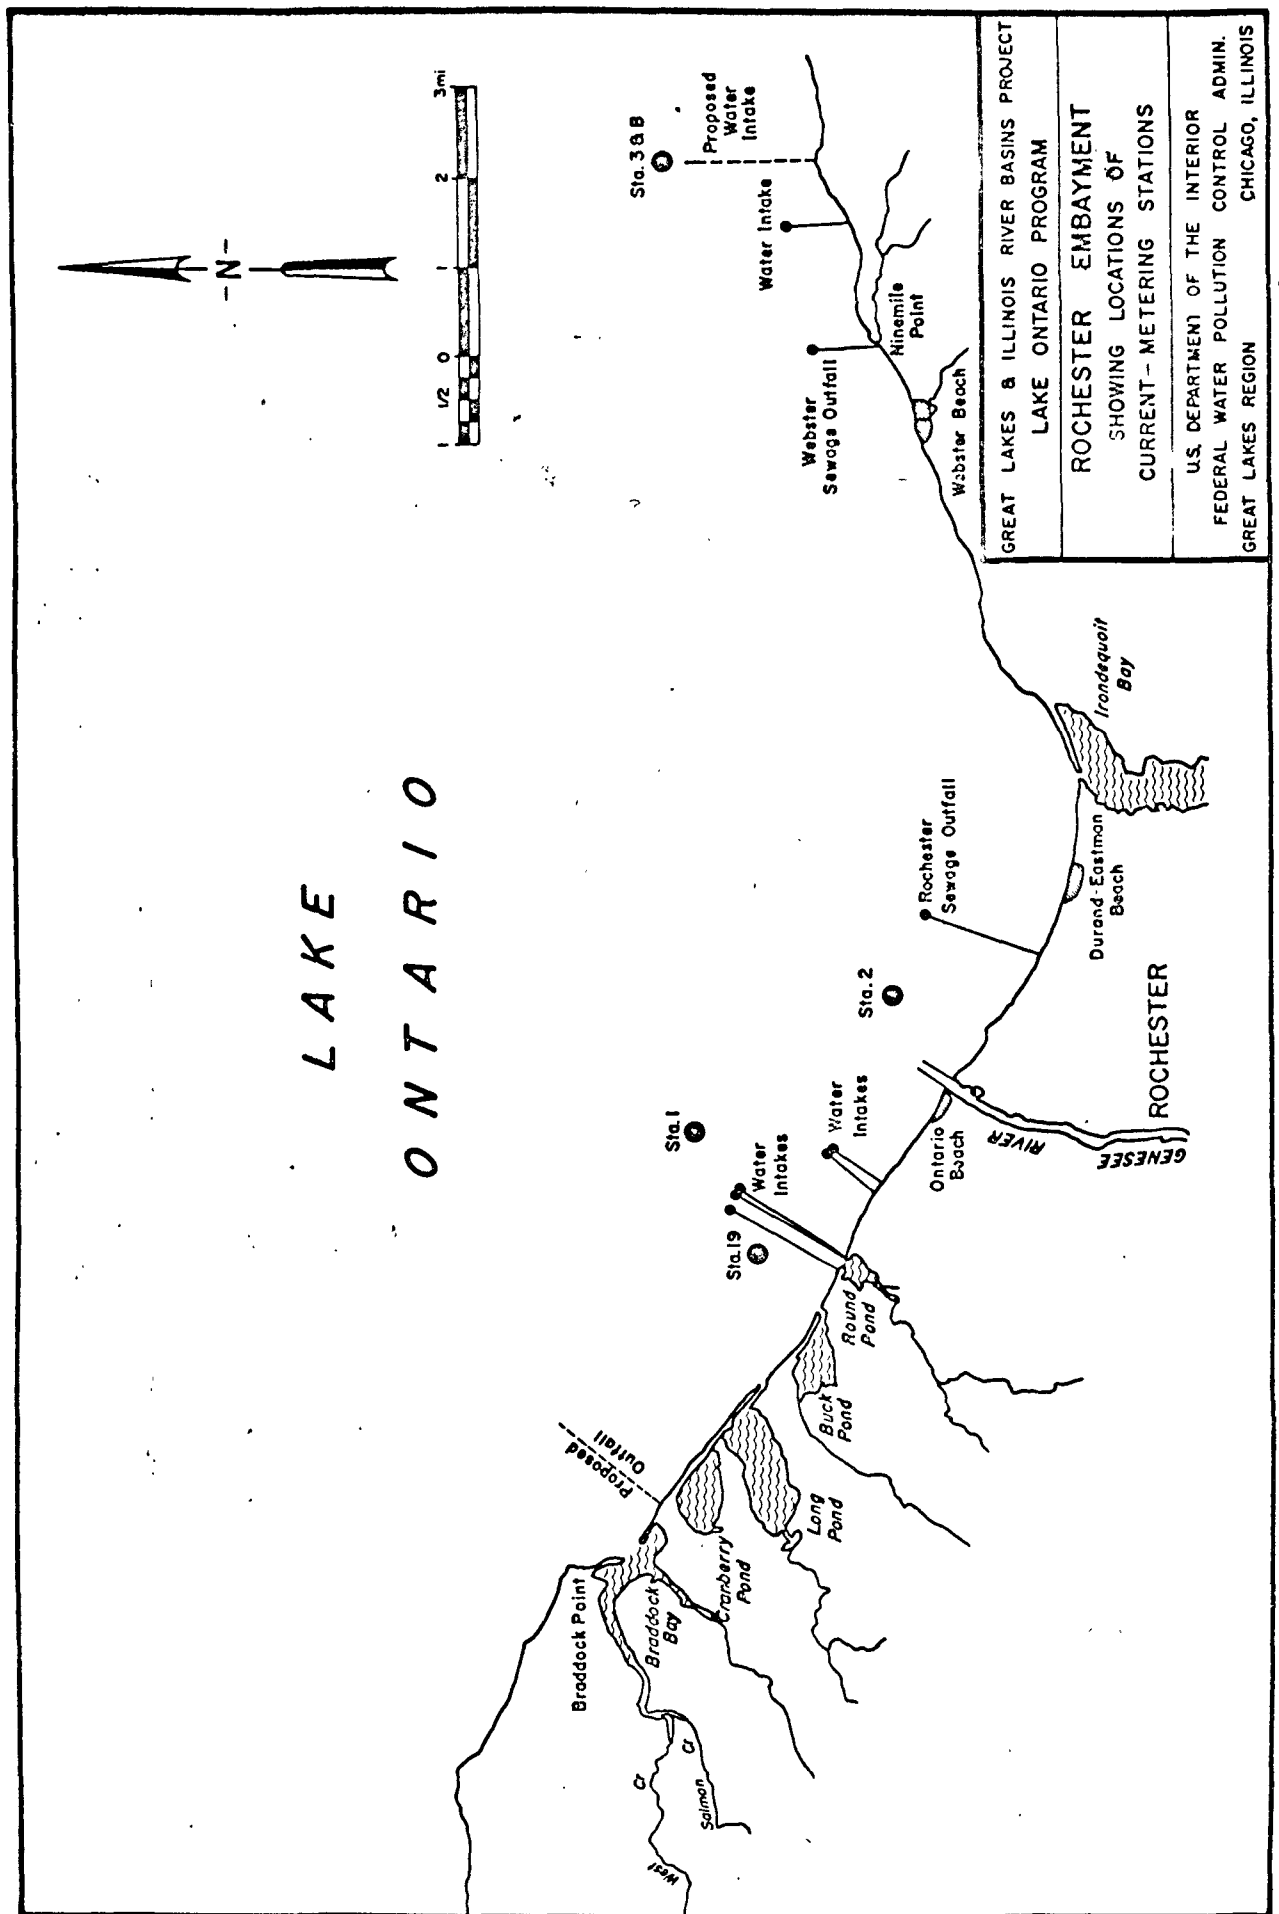 LAKE
ONTARIO
-N-
1
1/2
0
1
2
3mi
Braddock Point
Braddock
Bay
West
Cr
Salmon
Cr
Cranberry
Pond
Long
Pond
Buck
Pond
Round
Pond
Proposed
Outfall
Sta.19
Water
Intakes
Sta.1
Water
Intakes
Ontario
Beach
GENESEE
RIVER
ROCHESTER
Sta.2
Rochester
Sewage Outfall
Durand-Eastman
Beach
Irondequoit
Bay
Webster Beach
Webster
Sewage Outfall
Ninemile
Point
Water Intake
Sta. 3 & B
Proposed
Water
Intake
GREAT LAKES & ILLINOIS RIVER BASINS PROJECT
LAKE ONTARIO PROGRAM
ROCHESTER EMBAYMENT
SHOWING LOCATIONS OF
CURRENT-METERING STATIONS
U.S. DEPARTMENT OF THE INTERIOR
FEDERAL WATER POLLUTION CONTROL ADMIN.
GREAT LAKES REGION CHICAGO, ILLINOIS